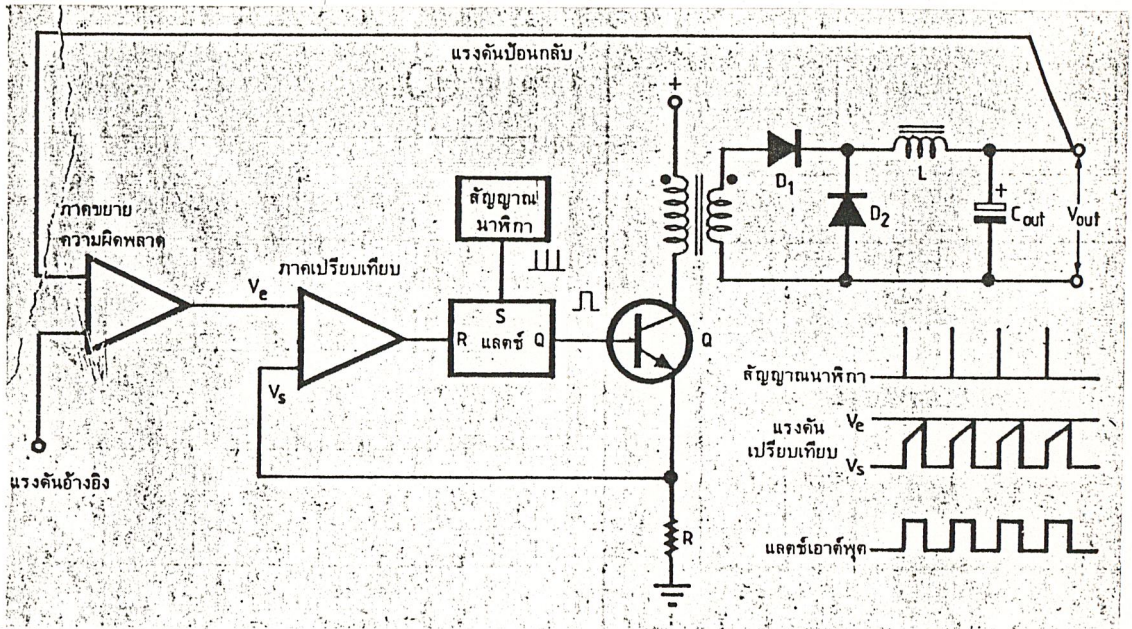 แรงดันป้อนกลับ
+
ภาคขยาย
ความผิดพลาด
สัญญาณ
นาฬิกา
D₁
L
D₂
+
C out
Vout
ภาคเปรียบเทียบ
Ve
S
R แลตช์ Q
Q
Vs
แรงดันอ้างอิง
R
สัญญาณนาฬิกา
Ve
แรงดัน
เปรียบเทียบ
Vs
แลตช์เอาต์พุต